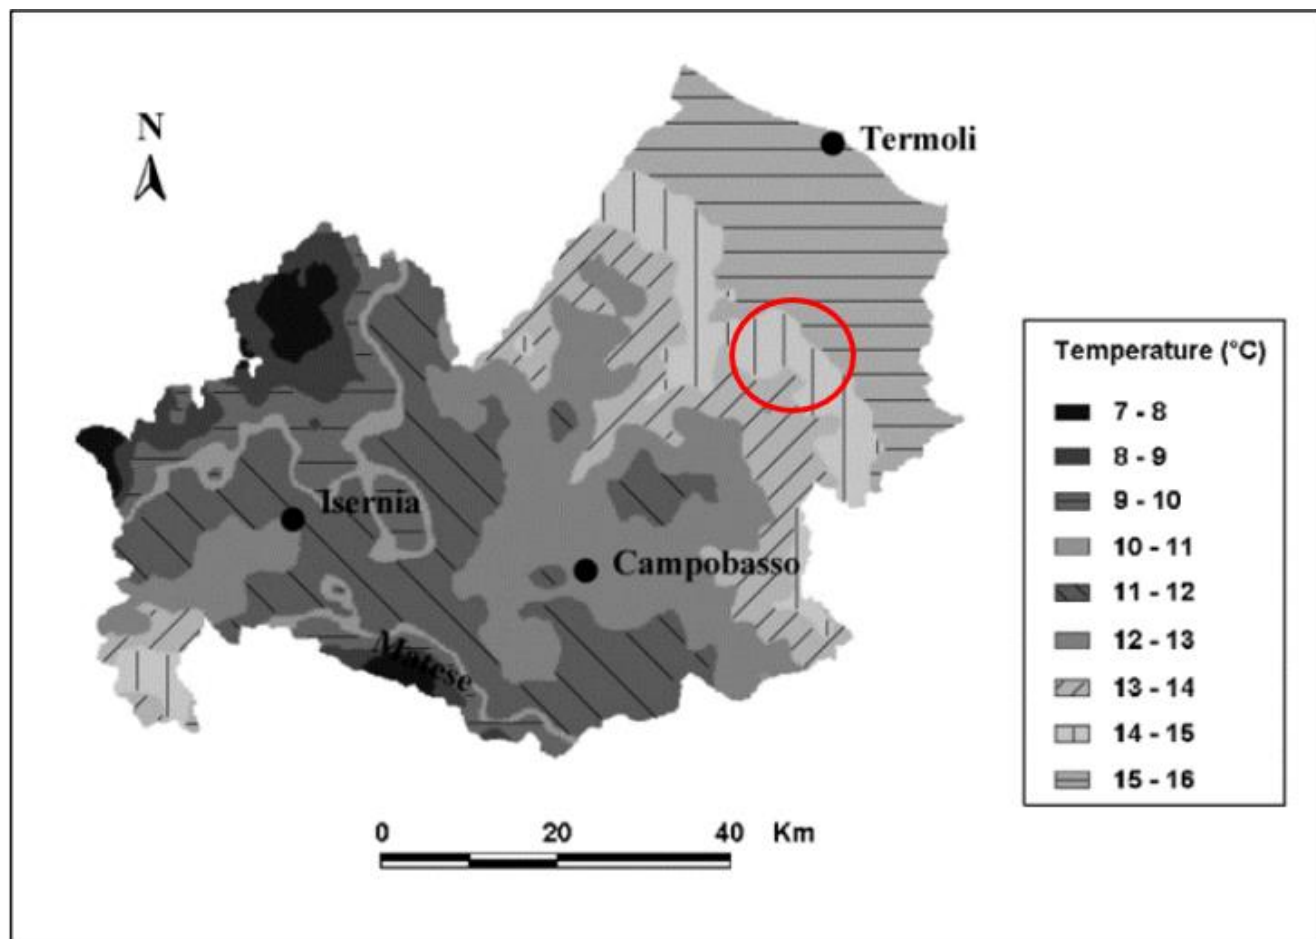 N
Termoli
Isernia
Campobasso
Matese
Temperature (°C)
7 - 8
8 - 9
9 - 10
10 - 11
11 - 12
12 - 13
13 - 14
14 - 15
15 - 16
0 20 40 Km